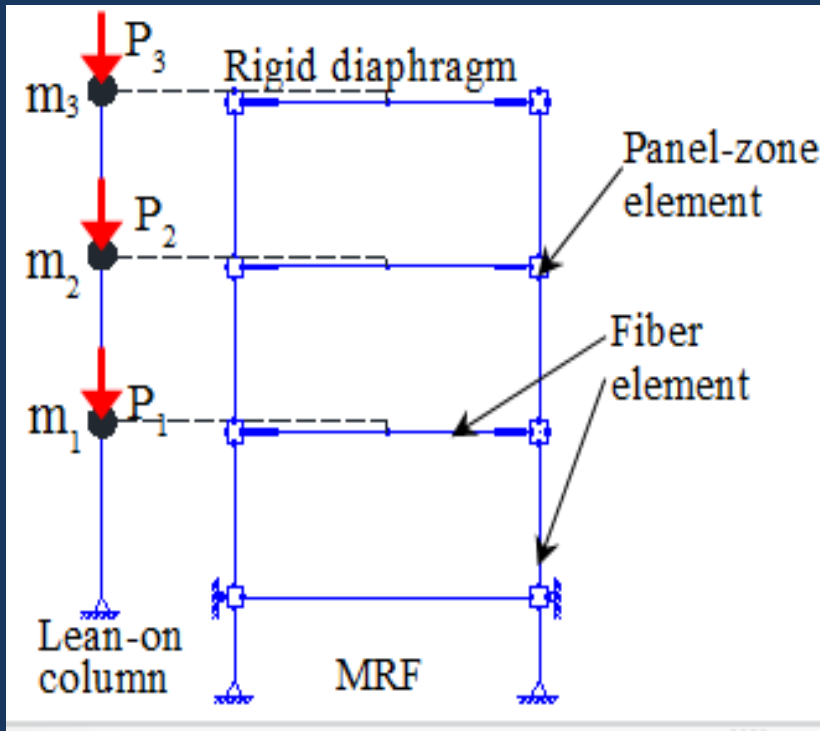 P3
Rigid diaphragm
m3
Panel-zone
element
P2
m2
Fiber
element
P1
m1
Lean-on
column
MRF